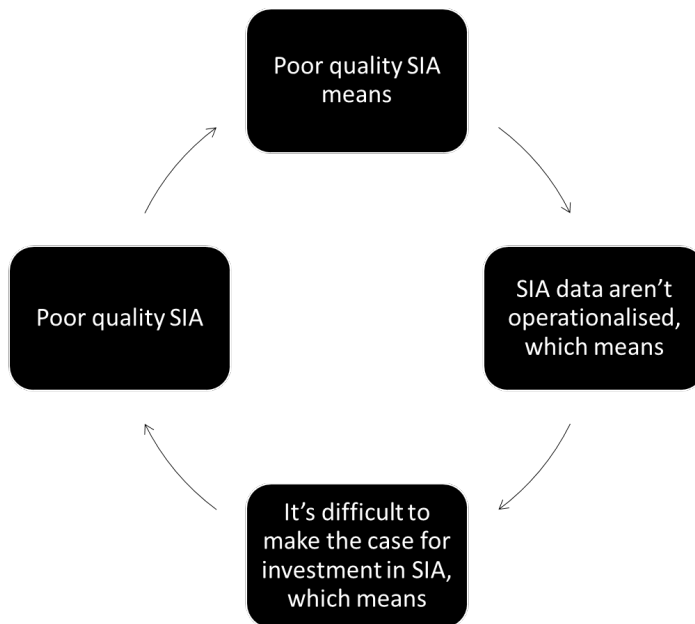 Poor quality SIA
means
SIA data aren't
operationalised,
which means
It's difficult to
make the case for
investment in SIA,
which means
Poor quality SIA